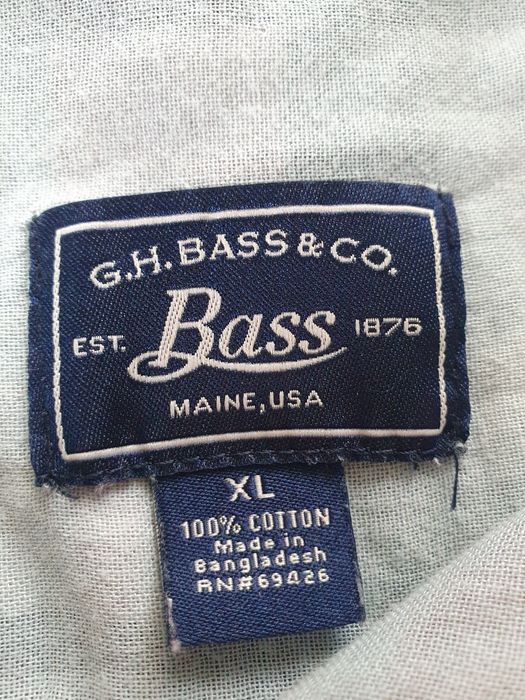 G.H. BASS & CO.
EST. Bass 1876
MAINE, USA
XL
100% COTTON
Made in
Bangladesh
RN#69426